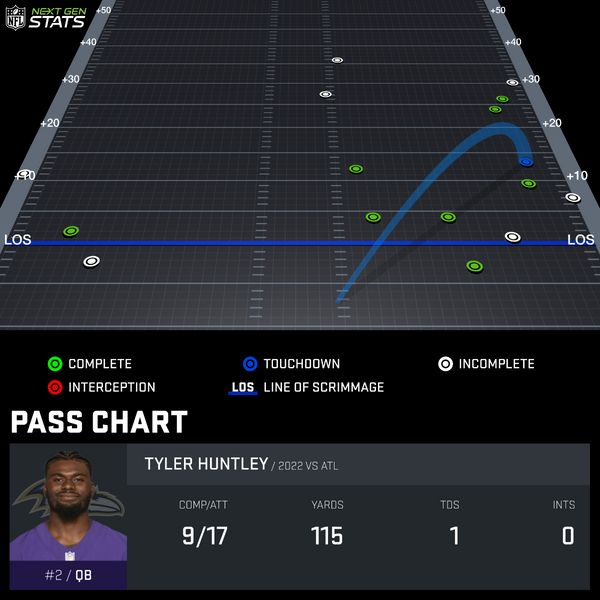 NFL NEXT GEN STATS
+50 +50
+40 +40
+30 +30
+20 +20
+10 +10
LOS LOS
COMPLETE TOUCHDOWN INCOMPLETE
INTERCEPTION LOS LINE OF SCRIMMAGE
PASS CHART
TYLER HUNTLEY / 2022 VS ATL
COMP/ATT YARDS TDS INTS
9/17 115 1 0
#2 / QB